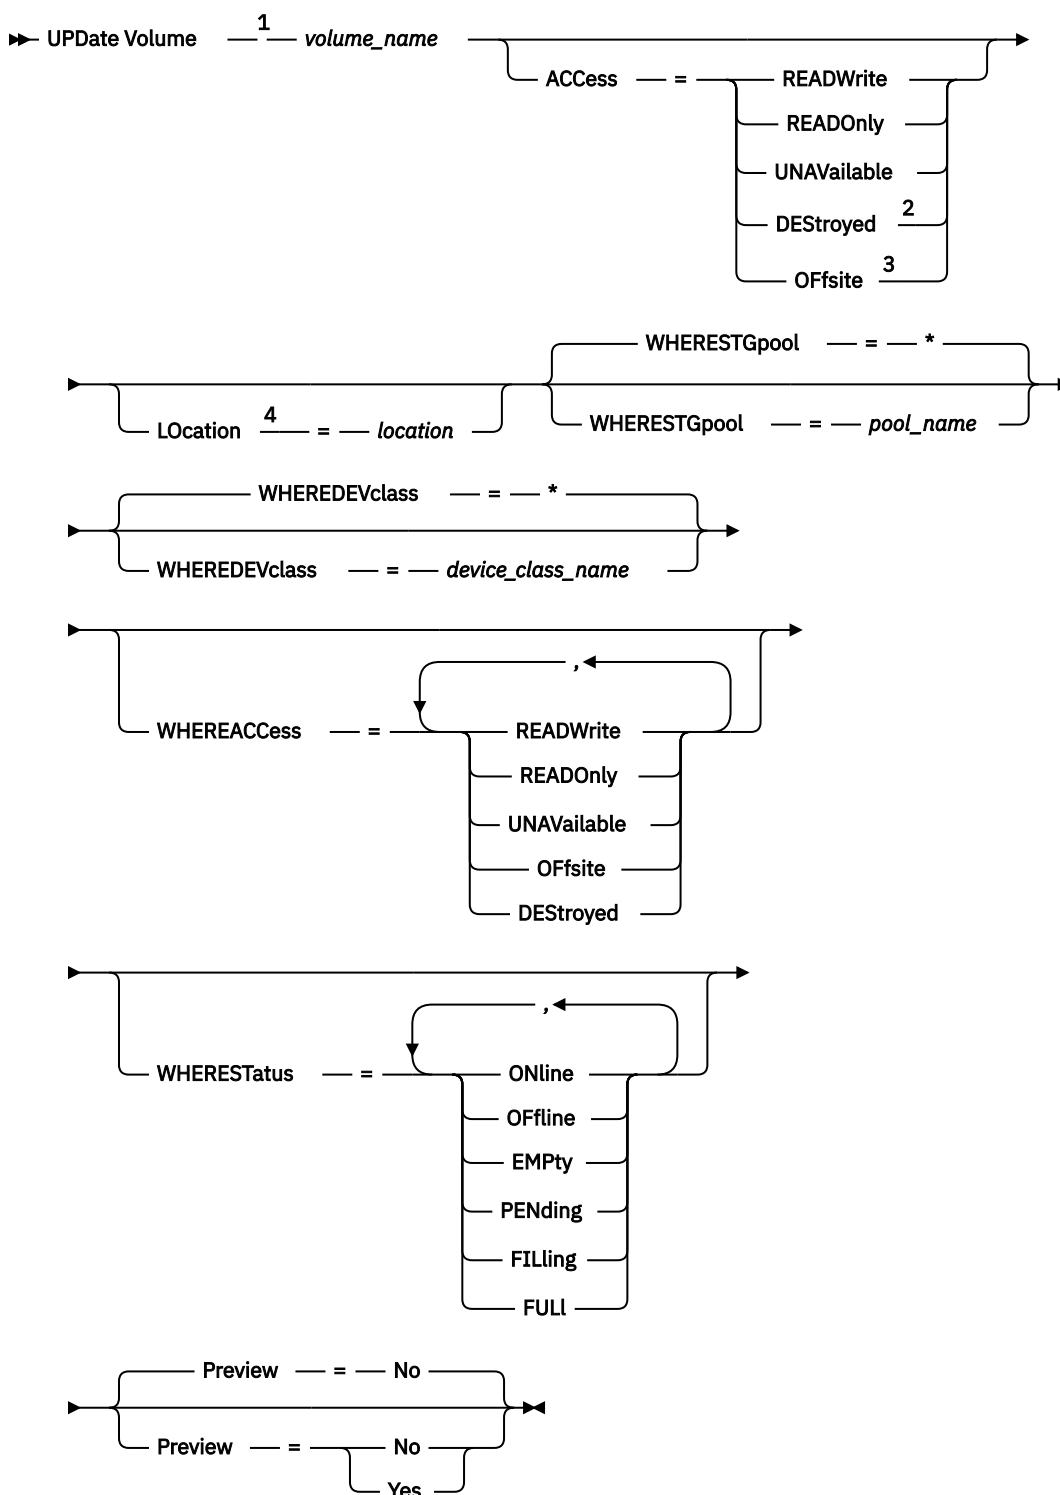 UPDate Volume 1 volume_name
ACCess = READWrite
READOnly
UNAVailable
DEStroyed 2
OFfsite 3
WHERESTGpool = *
LOcation 4 = location
WHERESTGpool = pool_name
WHEREDEVclass = *
WHEREDEVclass = device_class_name
,
WHEREACCess = READWrite
READOnly
UNAVailable
OFfsite
DEStroyed
,
WHERESTatus = ONline
OFfline
EMPty
PENding
FILling
FULl
Preview = No
Preview = No
Yes